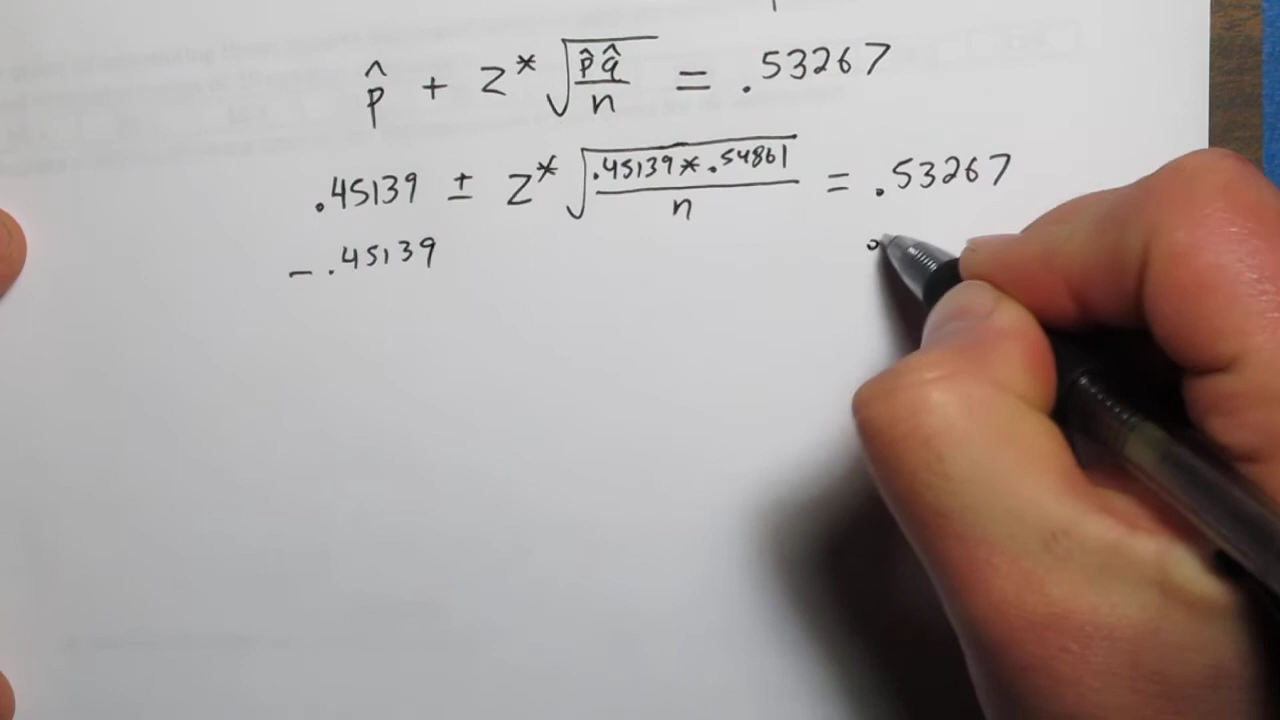 p̂ + z* √(p̂q̂/n) = .53267
.45139 ± z* √(.45139*.54861/n) = .53267
- .45139